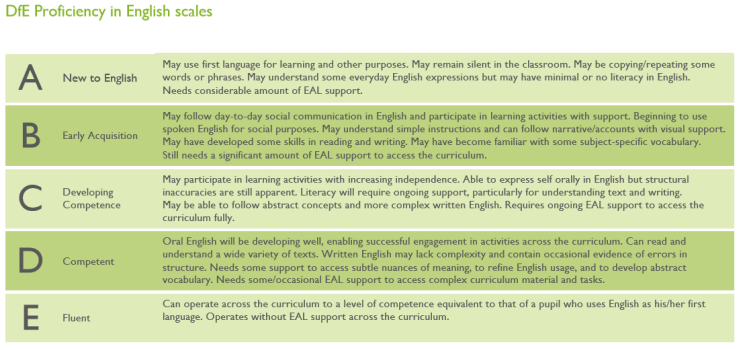 DfE Proficiency in English scales
A
New to English
May use first language for learning and other purposes. May remain silent in the classroom. May be copying/repeating some
words or phrases. May understand some everyday English expressions but may have minimal or no literacy in English.
Needs considerable amount of EAL support.
B
Early Acquisition
May follow day-to-day social communication in English and participate in learning activities with support. Beginning to use
spoken English for social purposes. May understand simple instructions and can follow narrative/accounts with visual support.
May have developed some skills in reading and writing. May have become familiar with some subject-specific vocabulary.
Still needs a significant amount of EAL support to access the curriculum.
C
Developing
Competence
May participate in learning activities with increasing independence. Able to express self orally in English but structural
inaccuracies are still apparent. Literacy will require ongoing support, particularly for understanding text and writing.
May be able to follow abstract concepts and more complex written English. Requires ongoing EAL support to access the
curriculum fully.
D
Competent
Oral English will be developing well, enabling successful engagement in activities across the curriculum. Can read and
understand a wide variety of texts. Written English may lack complexity and contain occasional evidence of errors in
structure. Needs some support to access subtle nuances of meaning, to refine English usage, and to develop abstract
vocabulary. Needs some/occasional EAL support to access complex curriculum material and tasks.
E
Fluent
Can operate across the curriculum to a level of competence equivalent to that of a pupil who uses English as his/her first
language. Operates without EAL support across the curriculum.